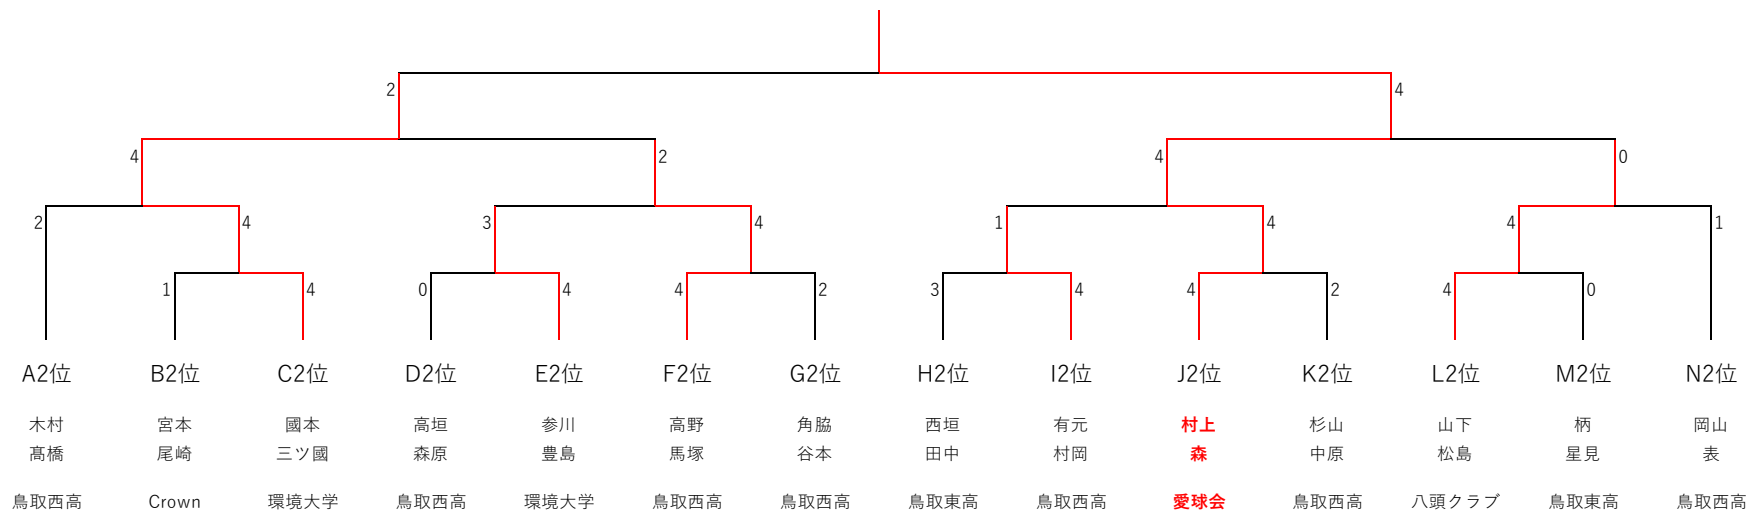 2 4
4 2 4 0
2 4 3 4 1 4 4 1
1 4 0 4 4 2 3 4 4 2 4 0
A2位 B2位 C2位 D2位 E2位 F2位 G2位 H2位 I2位 J2位 K2位 L2位 M2位 N2位
木村 宮本 國本 高垣 参川 高野 角脇 西垣 有元 村上 杉山 山下 柄 岡山
髙橋 尾崎 三ツ國 森原 豊島 馬塚 谷本 田中 村岡 森 中原 松島 星見 表
鳥取西高 Crown 環境大学 鳥取西高 環境大学 鳥取西高 鳥取西高 鳥取東高 鳥取西高 愛球会 鳥取西高 八頭クラブ 鳥取東高 鳥取西高